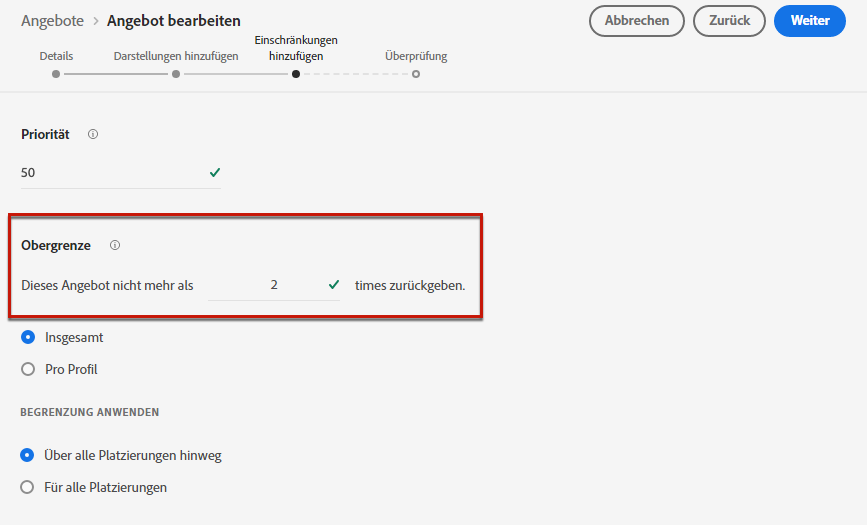 Angebote > Angebot bearbeiten
Abbrechen
Zurück
Weiter
Details
Darstellungen hinzufügen
Einschränkungen
hinzufügen
Überprüfung
Priorität
50
Obergrenze
Dieses Angebot nicht mehr als 2 times zurückgeben.
Insgesamt
Pro Profil
BEGRENZUNG ANWENDEN
Über alle Platzierungen hinweg
Für alle Platzierungen